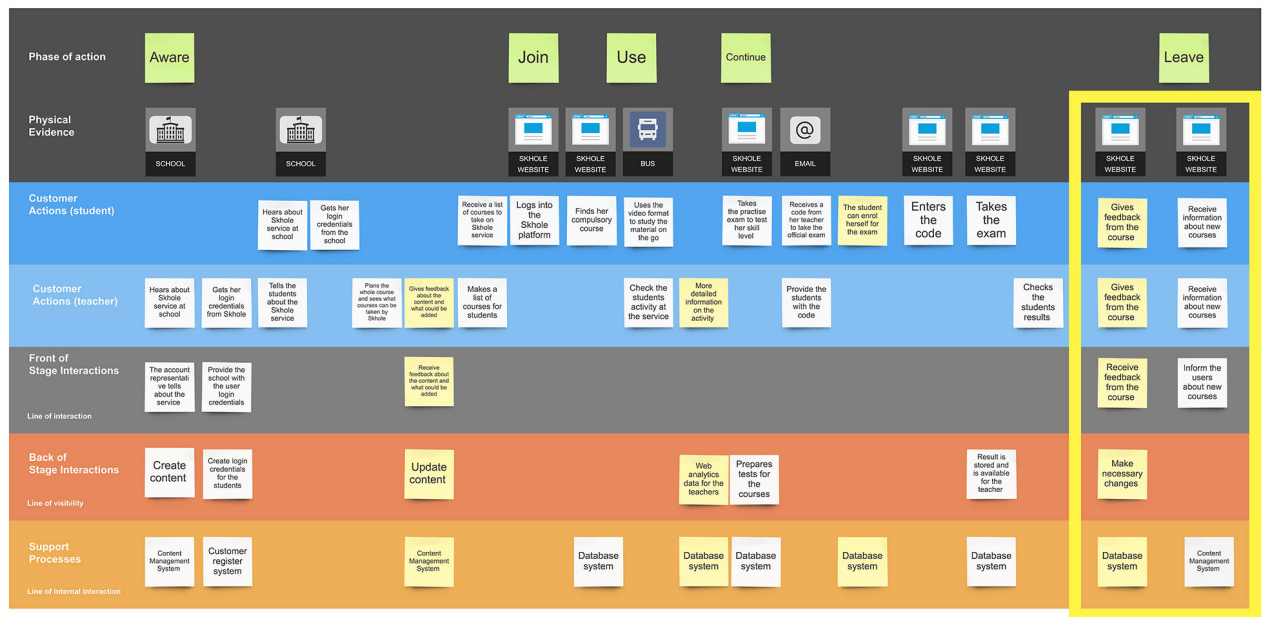 Phase of action
Aware
Join
Use
Continue
Leave
Physical
Evidence
SCHOOL
SCHOOL
SKHOLE
WEBSITE
SKHOLE
WEBSITE
BUS
SKHOLE
WEBSITE
@
EMAIL
SKHOLE
WEBSITE
SKHOLE
WEBSITE
SKHOLE
WEBSITE
SKHOLE
WEBSITE
Customer
Actions (student)
Hears about
Skhole
service at
school
Gets her
login
credentials
from the
school
Receive a list
of courses to
take on
Skhole
service
Logs into
the
Skhole
platform
Finds her
compulsory
course
Uses the
video format
to study the
material on
the go
Takes
the practise
exam to test
her skill
level
Receives a
code from
her teacher
to take the
official exam
The student
can enrol
herself for
the exam
Enters
the
code
Takes
the
exam
Gives
feedback
from the
course
Receive
information
about new
courses
Customer
Actions (teacher)
Hears about
Skhole
service at
school
Gets her
login
credentials
from Skhole
Tells the
students
about the
Skhole
service
Plans the
whole course
and sees what
courses can be
taken by
Skhole
Gives feedback
about the
content and
what could be
added
Makes a
list of
courses for
students
Check the
students
activity at
the service
More
detailed
information
on the
activity
Provide the
students
with the
code
Checks
the
students
results
Gives
feedback
from the
course
Receive
information
about new
courses
Front of
Stage Interactions
Line of interaction
The account
representati
ve tells
about the
service
Provide the
school with
the user
login
credentials
Receive
feedback about
the content and
what could be
added
Receive
feedback
from the
course
Inform the
users
about new
courses
Back of
Stage Interactions
Line of visibility
Create
content
Create login
credentials
for the
students
Update
content
Web
analytics
data for the
teachers
Prepares
tests for
the
courses
Result is
stored and
is available
for the
teacher
Make
necessary
changes
Support
Processes
Line of internal interaction
Content
Management
System
Customer
register
system
Content
Management
System
Database
system
Database
system
Database
system
Database
system
Database
system
Database
system
Content
Management
System